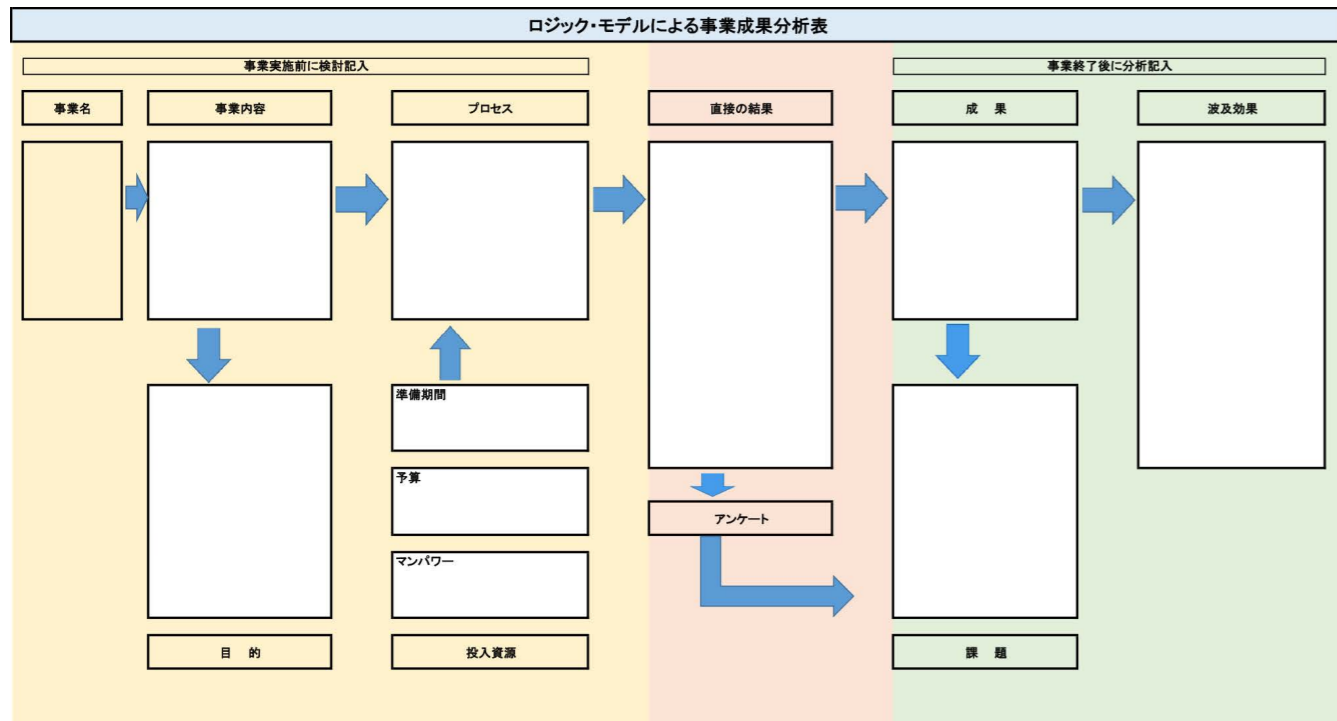 ロジック・モデルによる事業成果分析表
事業実施前に検討記入
事業終了後に分析記入
事業名
事業内容
プロセス
直接の結果
成　果
波及効果
準備期間
予算
アンケート
マンパワー
目　的
投入資源
課　題